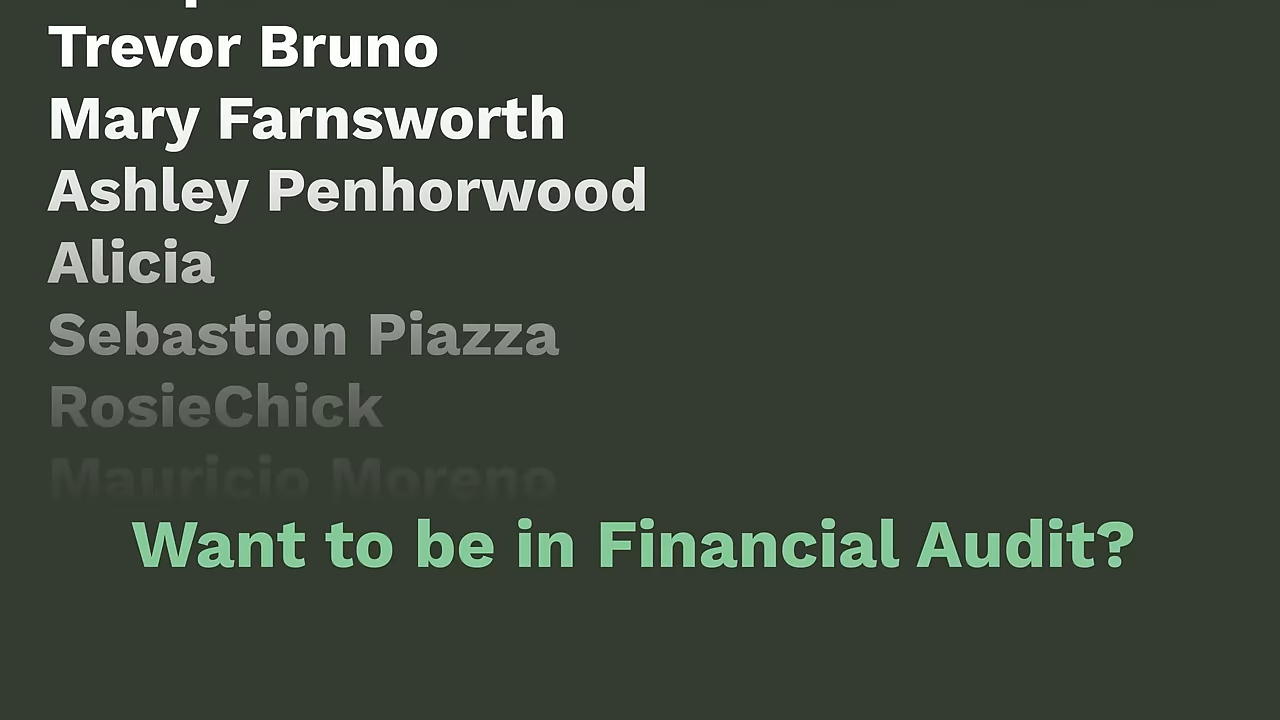 Trevor Bruno
Mary Farnsworth
Ashley Penhorwood
Alicia
Sebastion Piazza
RosieChick
Mauricio Moreno
Want to be in Financial Audit?